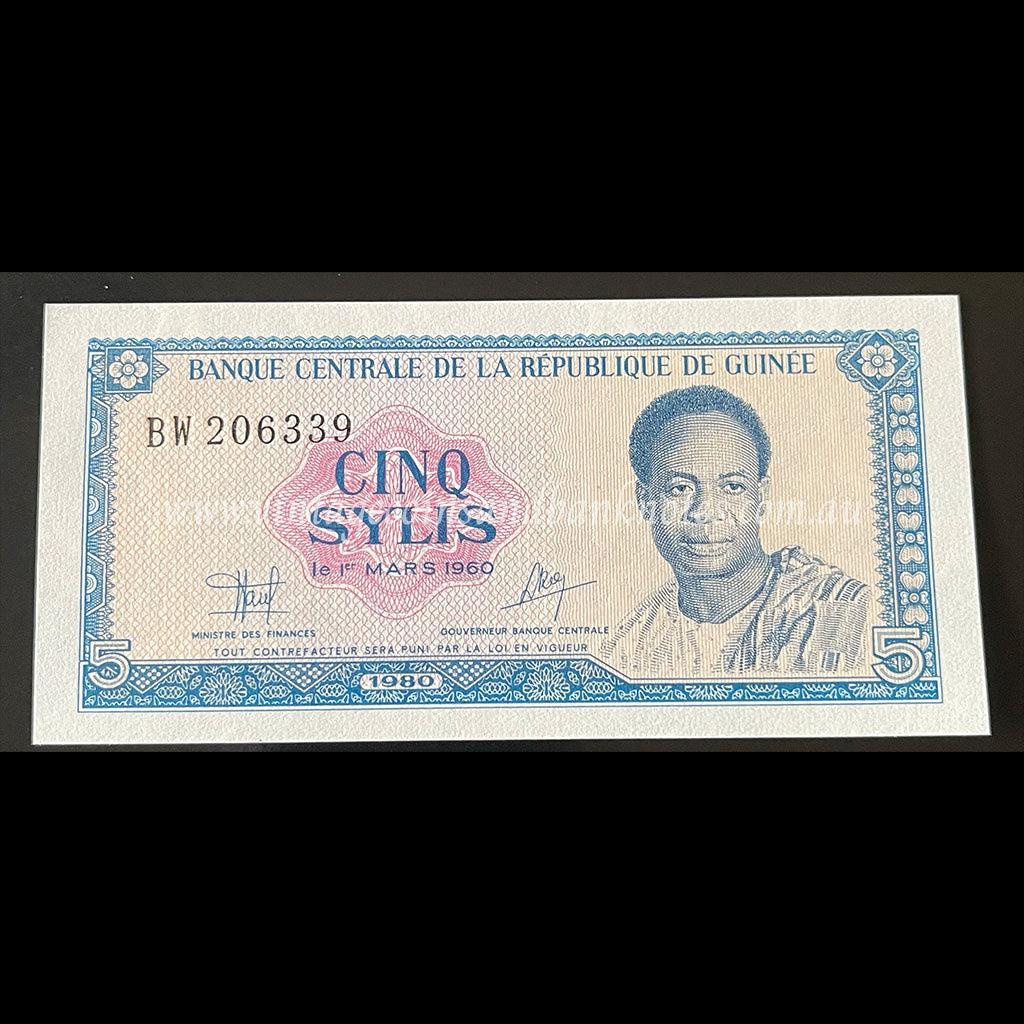 BANQUE CENTRALE DE LA RÉPUBLIQUE DE GUINÉE
BW 206339
CINQ
SYLIS
le 1er MARS 1960
MINISTRE DES FINANCES
GOUVERNEUR BANQUE CENTRALE
TOUT CONTREFACTEUR SERA PUNI PAR LA LOI EN VIGUEUR
5
1980
5